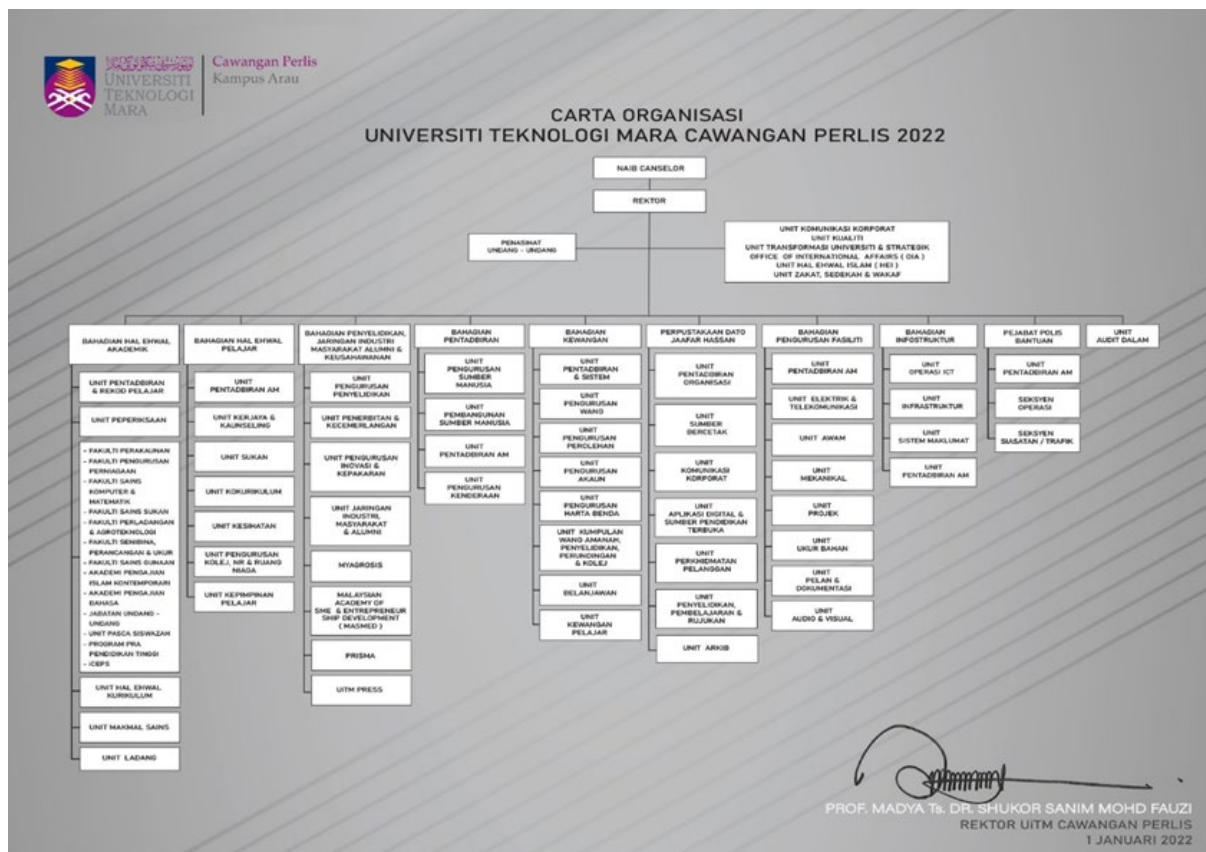 UNIVERSITI
TEKNOLOGI
MARA
Cawangan Perlis
Kampus Arau
CARTA ORGANISASI
UNIVERSITI TEKNOLOGI MARA CAWANGAN PERLIS 2022
NAIB CANSELOR
REKTOR
PENASIHAT
UNDANG - UNDANG
UNIT KOMUNIKASI KORPORAT
UNIT KUALITI
UNIT TRANSFORMASI UNIVERSITI & STRATEGIK
OFFICE OF INTERNATIONAL AFFAIRS ( OIA )
UNIT HAL EHWAL ISLAM ( HEI )
UNIT ZAKAT, SEDEKAH & WAKAF
BAHAGIAN HAL EHWAL
AKADEMIK
UNIT PENTADBIRAN
& REKOD PELAJAR
UNIT PEPERIKSAAN
- FAKULTI PERAKAUNAN
- FAKULTI PENGURUSAN
PERNIAGAAN
- FAKULTI SAINS
KOMPUTER &
MATEMATIK
- FAKULTI SAINS SUKAN
- FAKULTI PERLADANGAN
& AGROTEKNOLOGI
- FAKULTI SENIBINA,
PERANCANGAN & UKUR
- FAKULTI SAINS GUNAAN
- AKADEMI PENGAJIAN
ISLAM KONTEMPORARI
- AKADEMI PENGAJIAN
BAHASA
- JABATAN UNDANG -
UNDANG
- UNIT PASCA SISWAZAH
- PROGRAM PRA
PENDIDIKAN TINGGI
- iCEPS
UNIT HAL EHWAL
KURIKULUM
UNIT MAKMAL SAINS
UNIT LADANG
BAHAGIAN HAL EHWAL
PELAJAR
UNIT
PENTADBIRAN AM
UNIT KERJAYA &
KAUNSELING
UNIT SUKAN
UNIT KOKURIKULUM
UNIT KESIHATAN
UNIT PENGURUSAN
KOLEJ, NR & RUANG
NIAGA
UNIT KEPIMPINAN
PELAJAR
BAHAGIAN PENYELIDIKAN,
JARINGAN INDUSTRI
MASYARAKAT ALUMNI &
KEUSAHAWANAN
UNIT
PENGURUSAN
PENYELIDIKAN
UNIT PENERBITAN &
KECEMERLANGAN
UNIT PENGURUSAN
INOVASI &
KEPAKARAN
UNIT JARINGAN
INDUSTRI,
MASYARAKAT
& ALUMNI
MYAGROSIS
MALAYSIAN
ACADEMY OF
SME & ENTREPRENEUR
SHIP DEVELOPMENT
( MASMED )
PRISMA
UiTM PRESS
BAHAGIAN
PENTADBIRAN
UNIT
PENGURUSAN
SUMBER
MANUSIA
UNIT
PEMBANGUNAN
SUMBER MANUSIA
UNIT
PENTADBIRAN AM
UNIT
PENGURUSAN
KENDERAAN
BAHAGIAN
KEWANGAN
UNIT
PENTADBIRAN
& SISTEM
UNIT
PENGURUSAN
WANG
UNIT
PENGURUSAN
PEROLEHAN
UNIT
PENGURUSAN
AKAUN
UNIT
PENGURUSAN
HARTA BENDA
UNIT KUMPULAN
WANG AMANAH,
PENYELIDIKAN,
PERUNDINGAN
& KOLEJ
UNIT
BELANJAWAN
UNIT
KEWANGAN
PELAJAR
PERPUSTAKAAN DATO
JAAFAR HASSAN
UNIT
PENTADBIRAN
ORGANISASI
UNIT
SUMBER
BERCETAK
UNIT
KOMUNIKASI
KORPORAT
UNIT
APLIKASI DIGITAL &
SUMBER PENDIDIKAN
TERBUKA
UNIT
PERKHIDMATAN
PELANGGAN
UNIT
PENYELIDIKAN,
PEMBELAJARAN &
RUJUKAN
UNIT ARKIB
BAHAGIAN
PENGURUSAN FASILITI
UNIT
PENTADBIRAN AM
UNIT ELEKTRIK &
TELEKOMUNIKASI
UNIT AWAM
UNIT
MEKANIKAL
UNIT
PROJEK
UNIT
UKUR BAHAN
UNIT
PELAN &
DOKUMENTASI
UNIT
AUDIO & VISUAL
BAHAGIAN
INFOSTRUKTUR
UNIT
OPERASI ICT
UNIT
INFRASTRUKTUR
UNIT
SISTEM MAKLUMAT
UNIT
PENTADBIRAN AM
PEJABAT POLIS
BANTUAN
UNIT
PENTADBIRAN AM
SEKSYEN
OPERASI
SEKSYEN
SIASATAN / TRAFIK
UNIT
AUDIT DALAM
PROF. MADYA Ts. DR. SHUKOR SANIM MOHD FAUZI
REKTOR UiTM CAWANGAN PERLIS
1 JANUARI 2022